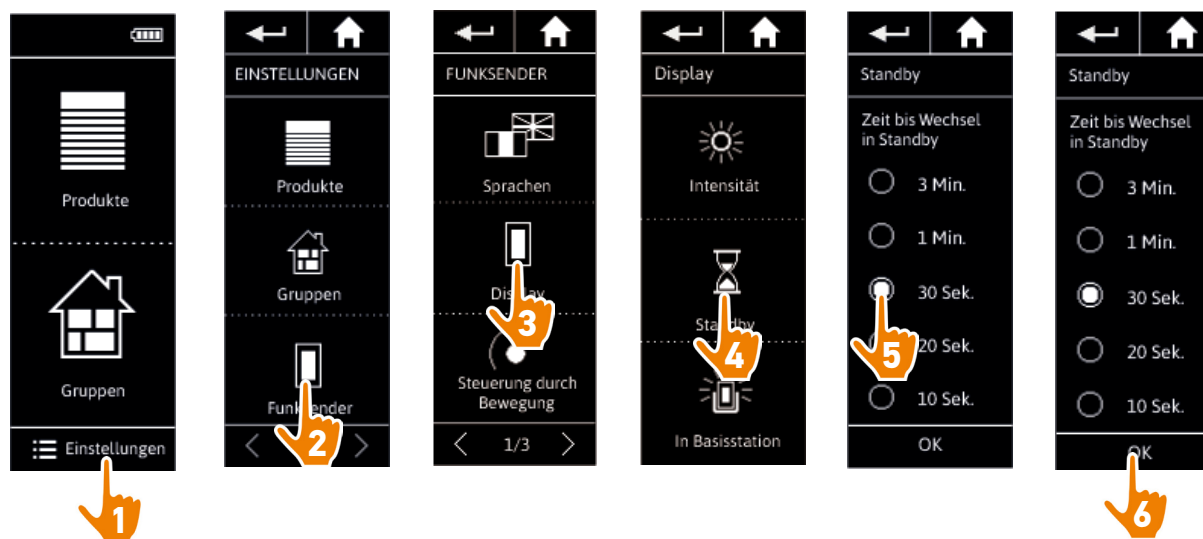 Produkte
Gruppen
Einstellungen
1
EINSTELLUNGEN
Produkte
Gruppen
Funksender
2
FUNKSENDER
Sprachen
Display
3
Steuerung durch
Bewegung
1/3
Display
Intensität
Standby
4
In Basisstation
Standby
Zeit bis Wechsel
in Standby
3 Min.
1 Min.
30 Sek.
5
20 Sek.
10 Sek.
OK
Standby
Zeit bis Wechsel
in Standby
3 Min.
1 Min.
30 Sek.
20 Sek.
10 Sek.
OK
6